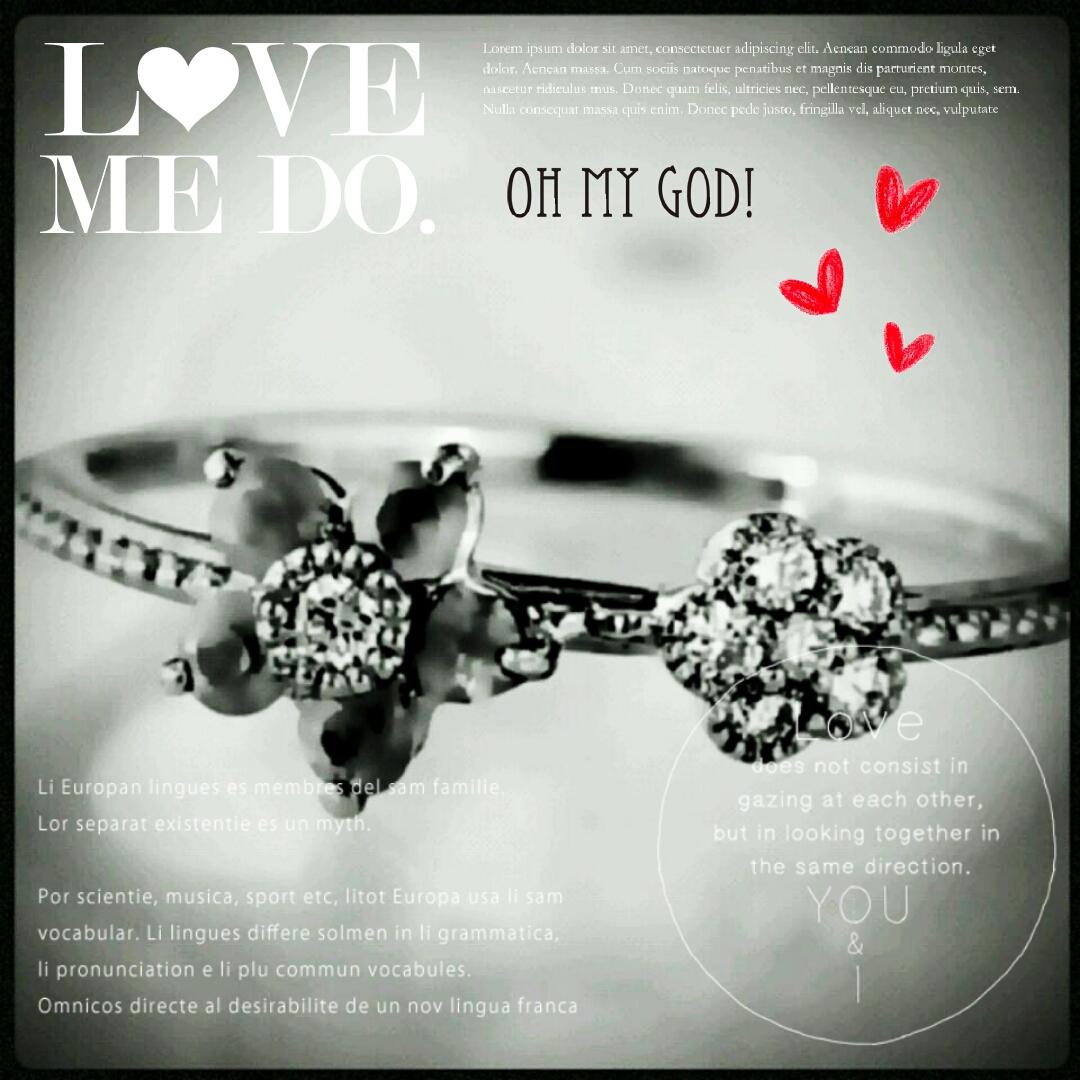 LOVE
ME DO.
Lorem ipsum dolor sit amet, consectetuer adipiscing elit. Aenean commodo ligula eget
dolor. Aenean massa. Cum sociis natoque penatibus et magnis dis parturient montes,
nascetur ridiculus mus. Donec quam felis, ultricies nec, pellentesque eu, pretium quis, sem.
Nulla consequat massa quis enim. Donec pede justo, fringilla vel, aliquet nec, vulputate
OH MY GOD!
Li Europan lingues es membres del sam familie.
Lor separat existentie es un myth.
Por scientie, musica, sport etc, litot Europa usa li sam
vocabular. Li lingues differe solmen in li grammatica,
li pronunciation e li plu commun vocabules.
Omnicos directe al desirabilite de un nov lingua franca
Love
does not consist in
gazing at each other,
but in looking together in
the same direction.
YOU
&
I